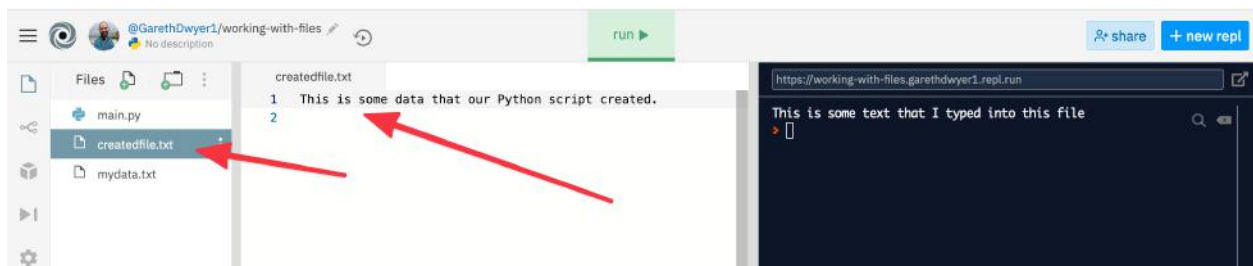 @GarethDwyer1/working-with-files
No description
run
share
+ new repl
Files
main.py
createdfile.txt
mydata.txt
createdfile.txt
1 This is some data that our Python script created.
2
https://working-with-files.garethdwyer1.repl.run
This is some text that I typed into this file
>